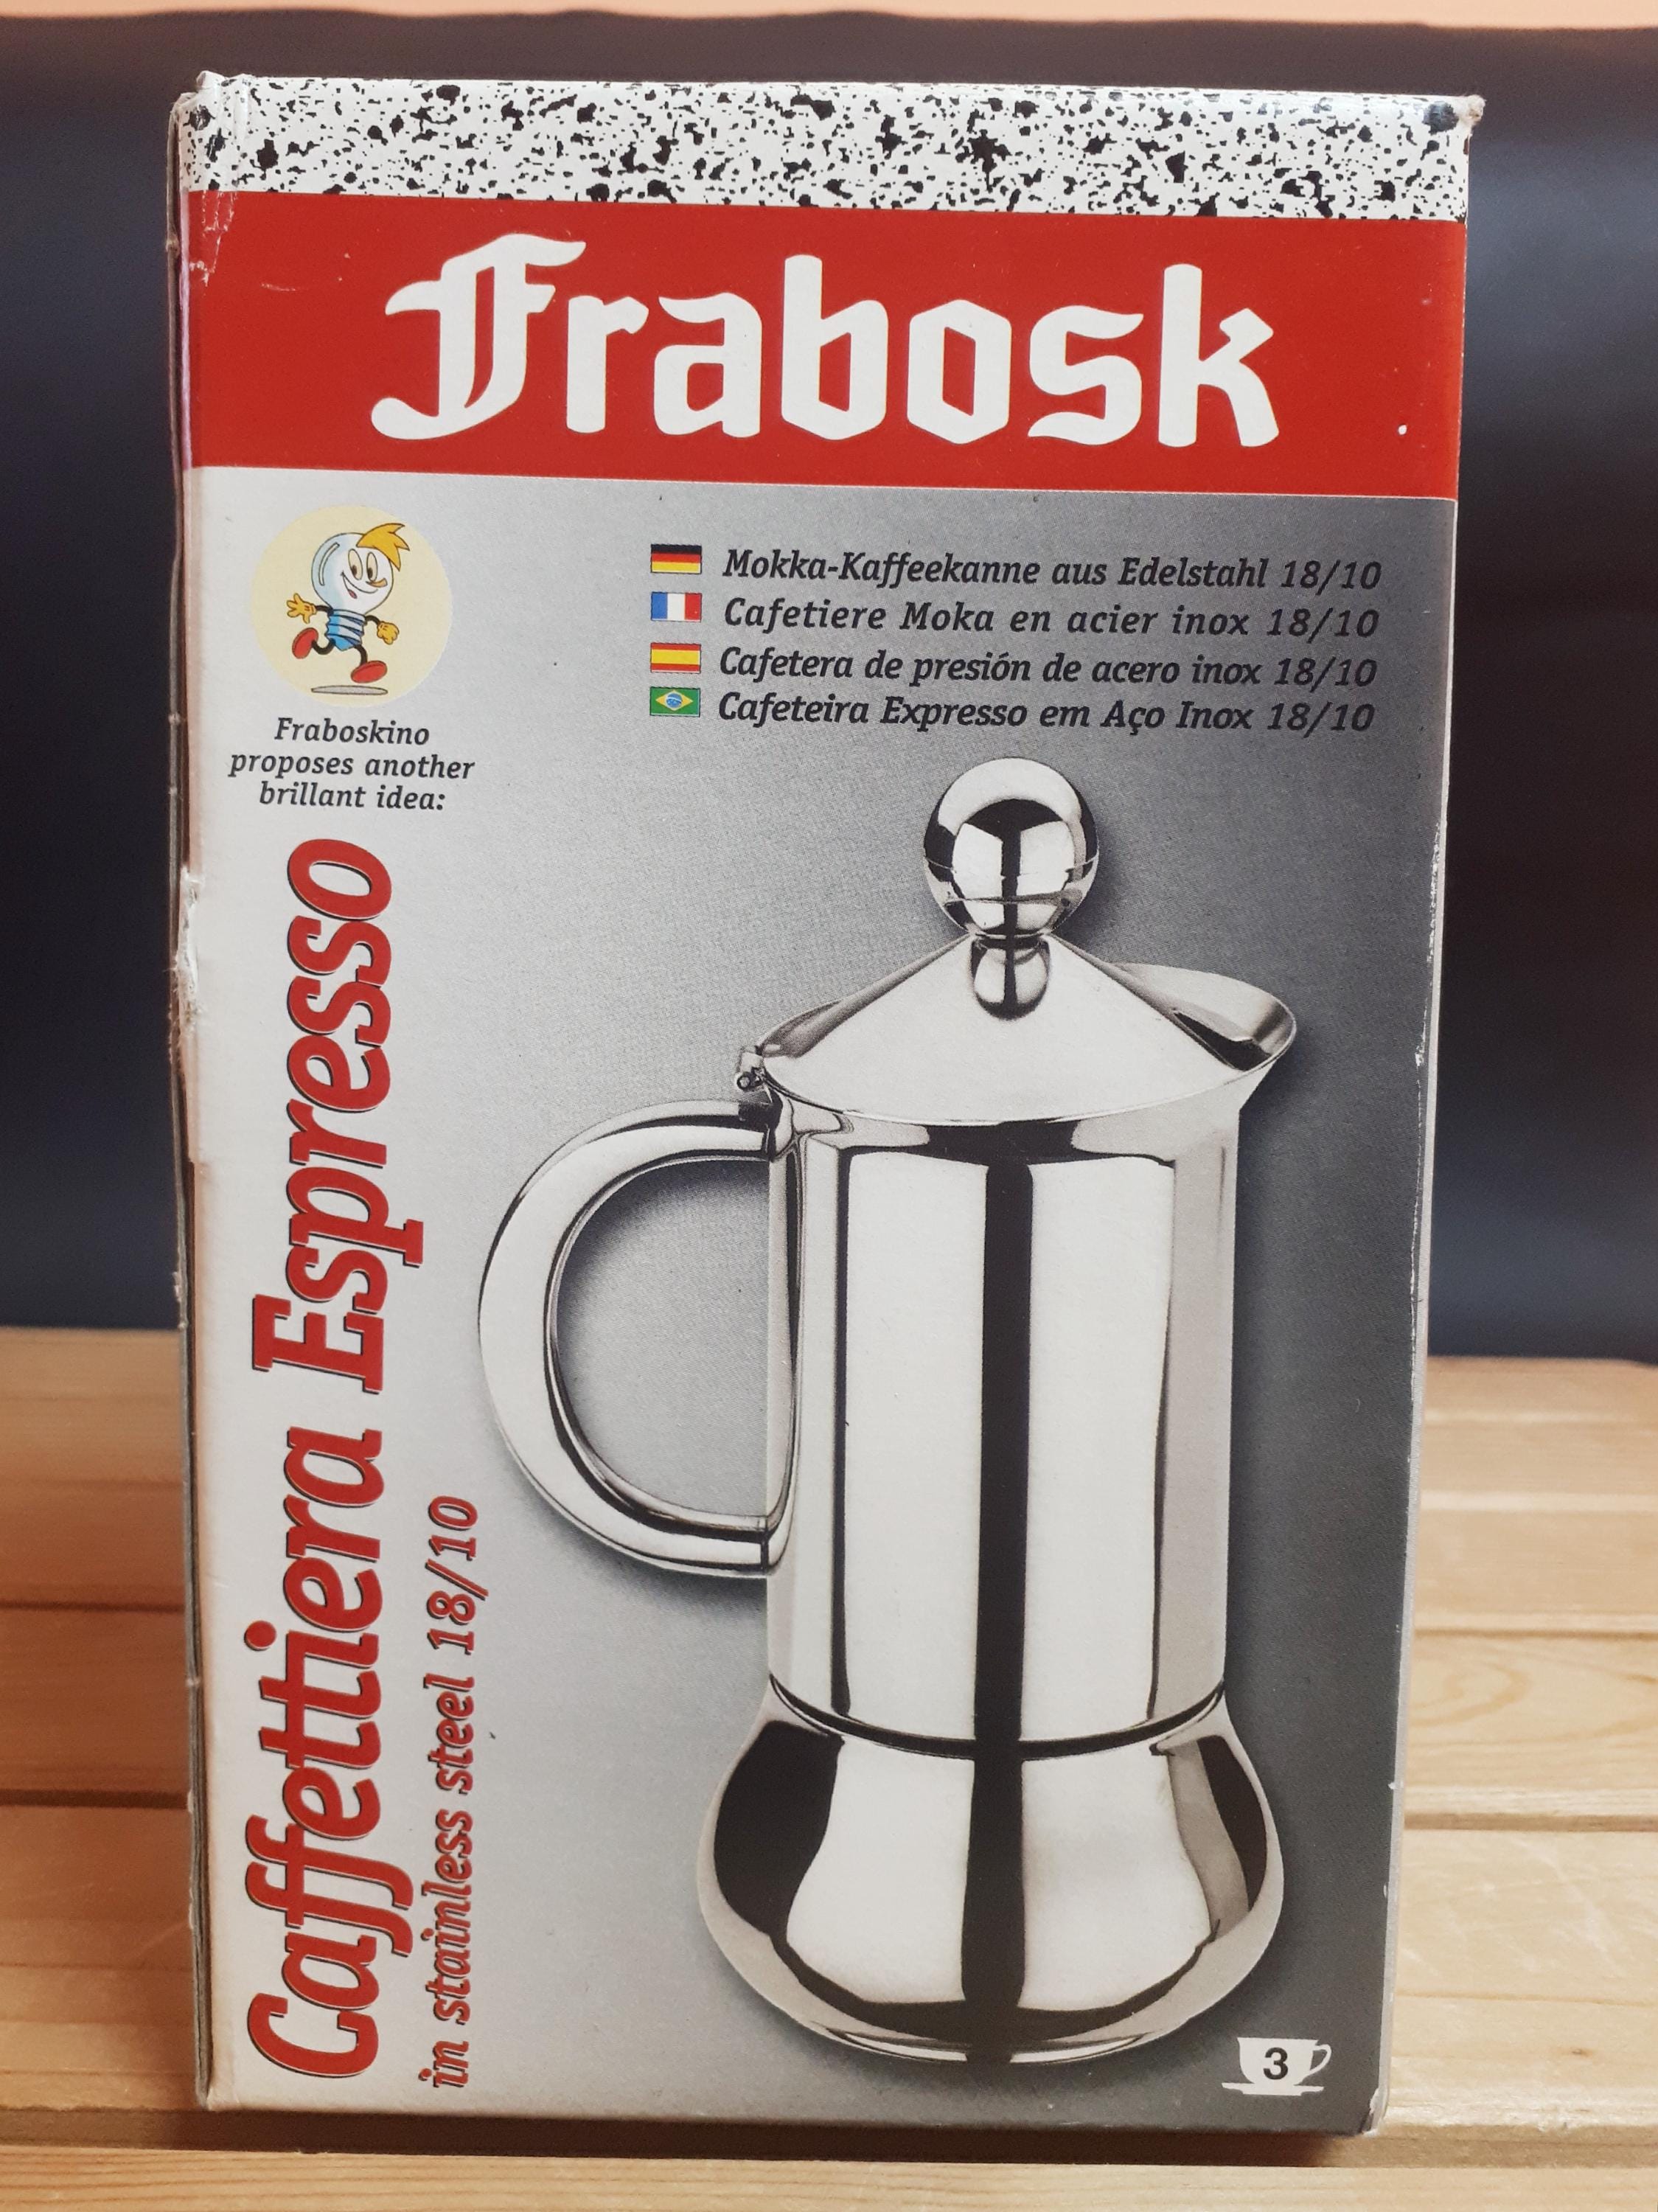 Frabosk
Mokka-Kaffeekanne aus Edelstahl 18/10
Cafetiere Moka en acier inox 18/10
Cafetera de presión de acero inox 18/10
Cafeteira Expresso em Aço Inox 18/10
Fraboskino
proposes another
brillant idea:
Caffettiera Espresso
in stainless steel 18/10
3